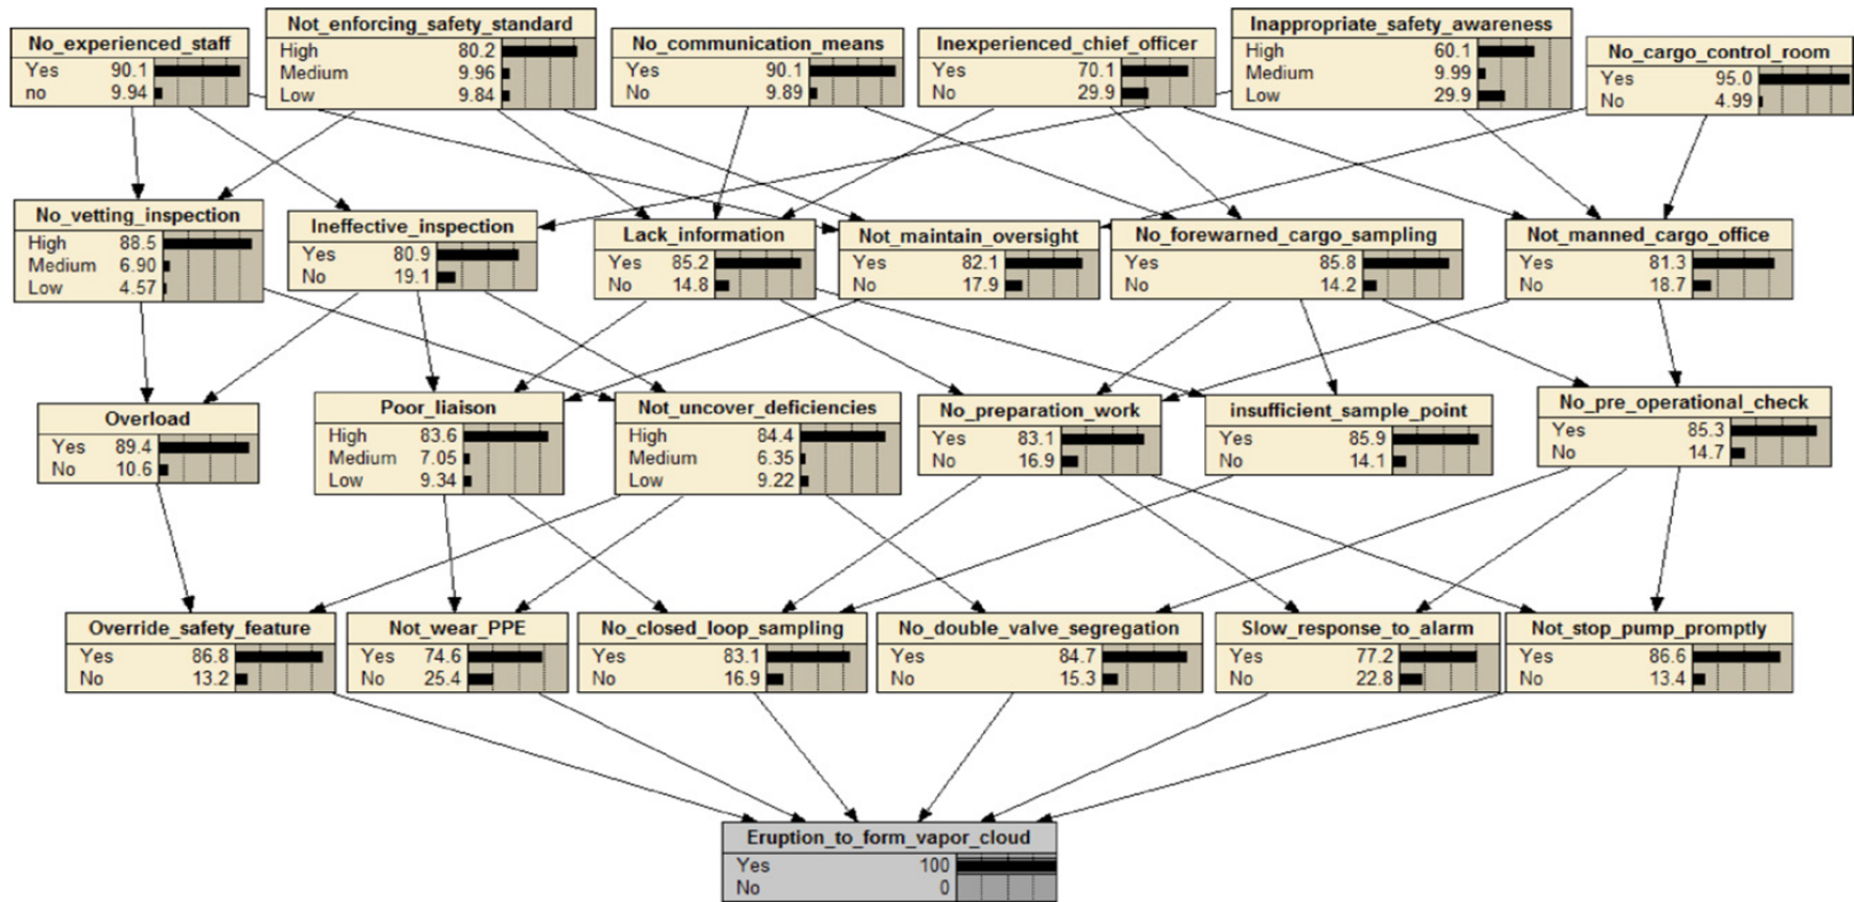 No_experienced_staff
Yes 90.1
no 9.94
Not_enforcing_safety_standard
High 80.2
Medium 9.96
Low 9.84
No_communication_means
Yes 90.1
No 9.89
Inexperienced_chief_officer
Yes 70.1
No 29.9
Inappropriate_safety_awareness
High 60.1
Medium 9.99
Low 29.9
No_cargo_control_room
Yes 95.0
No 4.99
No_vetting_inspection
High 88.5
Medium 6.90
Low 4.57
Ineffective_inspection
Yes 80.9
No 19.1
Lack_information
Yes 85.2
No 14.8
Not_maintain_oversight
Yes 82.1
No 17.9
No_forewarned_cargo_sampling
Yes 85.8
No 14.2
Not_manned_cargo_office
Yes 81.3
No 18.7
Overload
Yes 89.4
No 10.6
Poor_liaison
High 83.6
Medium 7.05
Low 9.34
Not_uncover_deficiencies
High 84.4
Medium 6.35
Low 9.22
No_preparation_work
Yes 83.1
No 16.9
insufficient_sample_point
Yes 85.9
No 14.1
No_pre_operational_check
Yes 85.3
No 14.7
Override_safety_feature
Yes 86.8
No 13.2
Not_wear_PPE
Yes 74.6
No 25.4
No_closed_loop_sampling
Yes 83.1
No 16.9
No_double_valve_segregation
Yes 84.7
No 15.3
Slow_response_to_alarm
Yes 77.2
No 22.8
Not_stop_pump_promptly
Yes 86.6
No 13.4
Eruption_to_form_vapor_cloud
Yes 100
No 0